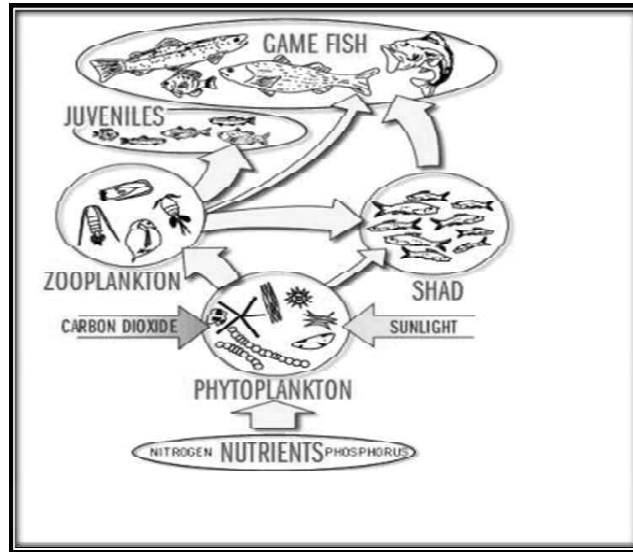 GAME FISH
JUVENILES
ZOOPLANKTON
SHAD
CARBON DIOXIDE
SUNLIGHT
PHYTOPLANKTON
NITROGEN NUTRIENTS PHOSPHORUS